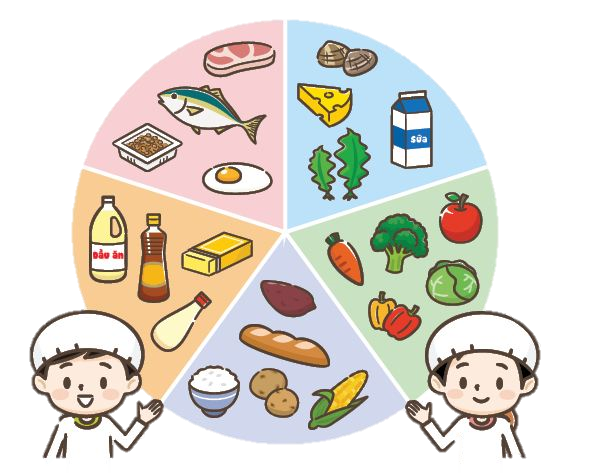 sữa
Dầu ăn